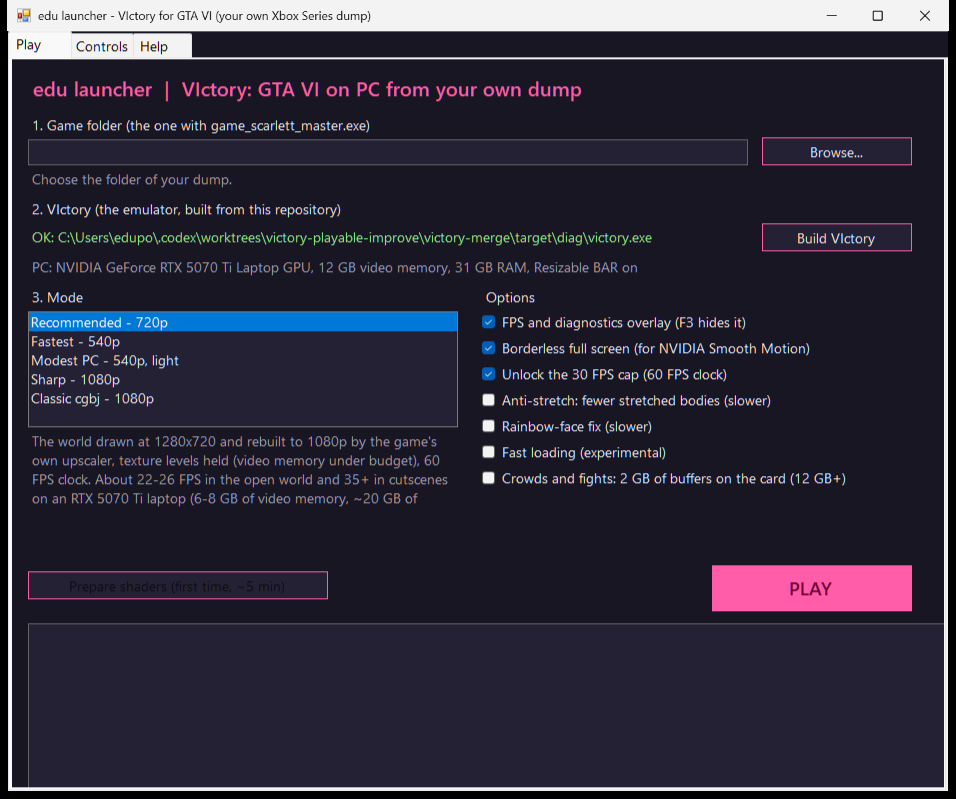 edu launcher - VIctory for GTA VI (your own Xbox Series dump)
Play Controls Help
edu launcher | VIctory: GTA VI on PC from your own dump
1. Game folder (the one with game_scarlett_master.exe)
Browse...
Choose the folder of your dump.
2. VIctory (the emulator, built from this repository)
OK: C:\Users\edupo\.codex\worktrees\victory-playable-improve\victory-merge\target\diag\victory.exe
Build VIctory
PC: NVIDIA GeForce RTX 5070 Ti Laptop GPU, 12 GB video memory, 31 GB RAM, Resizable BAR on
3. Mode
Recommended - 720p
Fastest - 540p
Modest PC - 540p, light
Sharp - 1080p
Classic cgbj - 1080p
The world drawn at 1280x720 and rebuilt to 1080p by the game's
own upscaler, texture levels held (video memory under budget), 60
FPS clock. About 22-26 FPS in the open world and 35+ in cutscenes
on an RTX 5070 Ti laptop (6-8 GB of video memory, ~20 GB of
Options
FPS and diagnostics overlay (F3 hides it)
Borderless full screen (for NVIDIA Smooth Motion)
Unlock the 30 FPS cap (60 FPS clock)
Anti-stretch: fewer stretched bodies (slower)
Rainbow-face fix (slower)
Fast loading (experimental)
Crowds and fights: 2 GB of buffers on the card (12 GB+)
Prepare shaders (first time, ~5 min)
PLAY